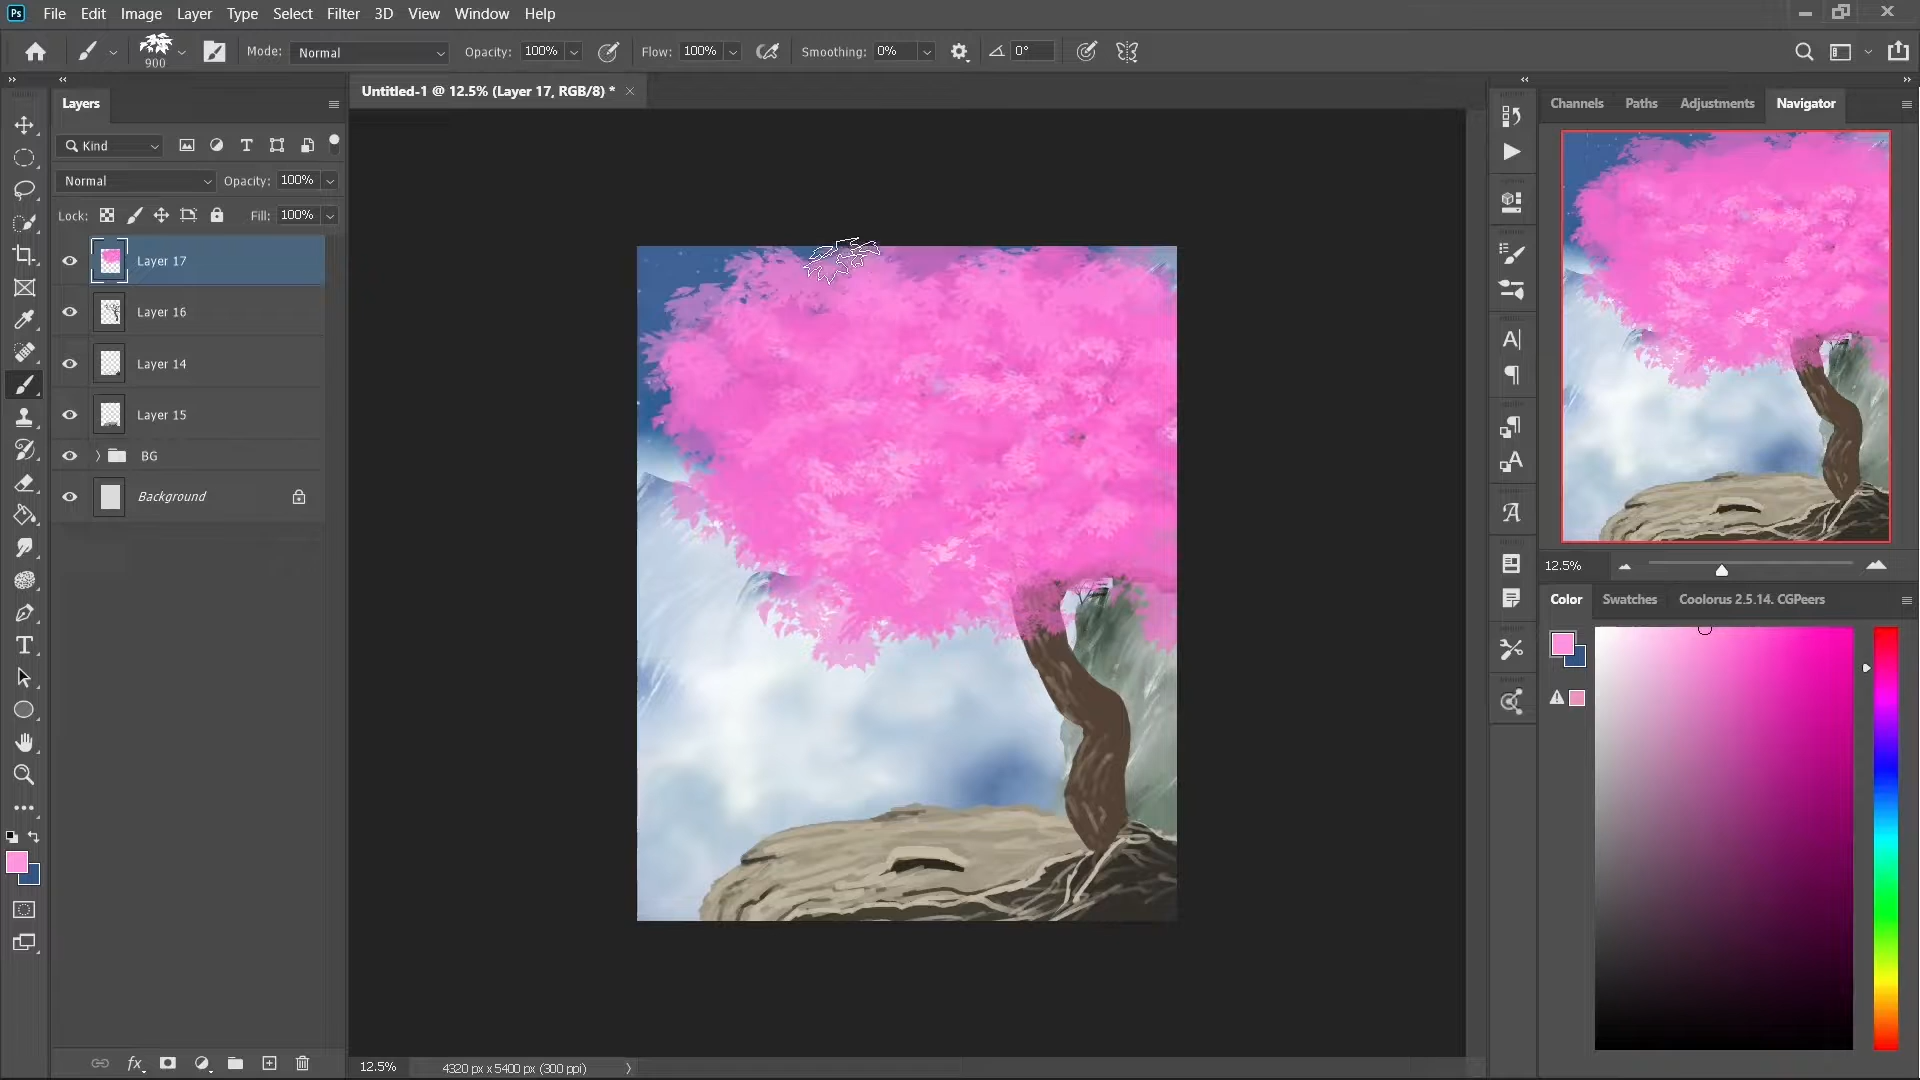 Ps File Edit Image Layer Type Select Filter 3D View Window Help
900 Mode: Normal Opacity: 100% Flow: 100% Smoothing: 0% 0°
Layers
Untitled-1 @ 12.5% (Layer 17, RGB/8) *
Channels Paths Adjustments Navigator
Kind
Normal Opacity: 100%
Lock: Fill: 100%
Layer 17
Layer 16
Layer 14
Layer 15
BG
Background
12.5%
Color Swatches Coolorus 2.5.14. CGPeers
fx
12.5% 4320 px x 5400 px (300 ppi)